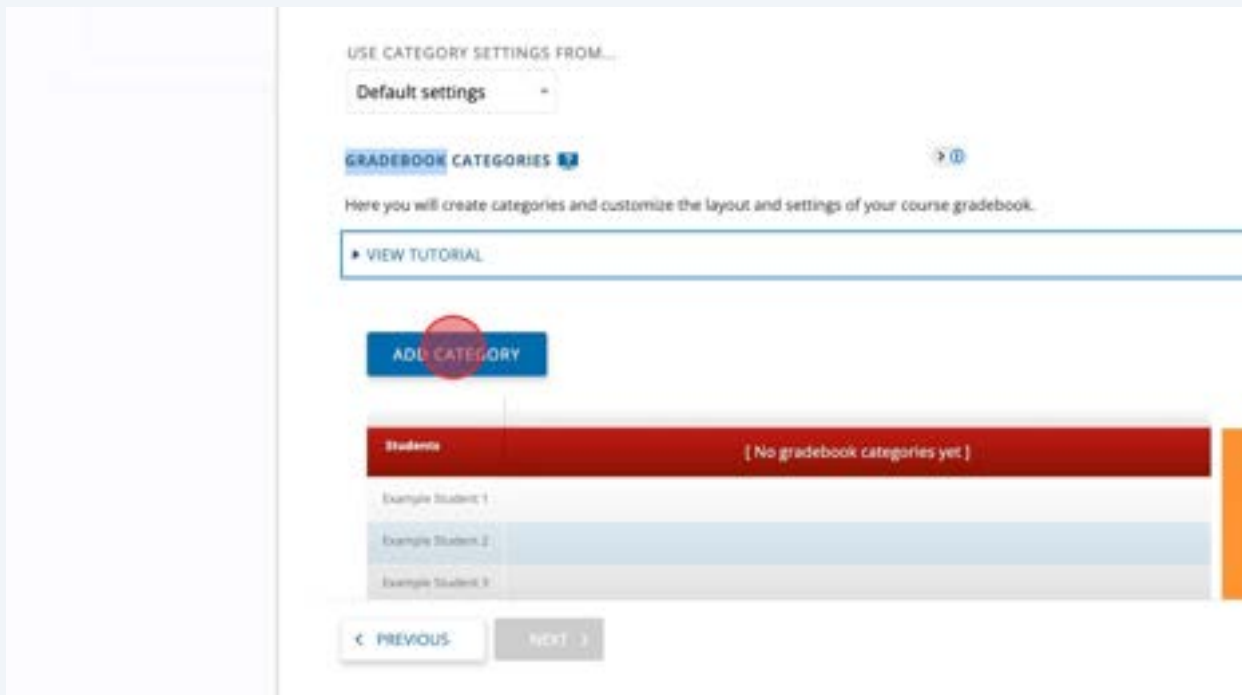 USE CATEGORY SETTINGS FROM...
Default settings
GRADEBOOK CATEGORIES
Here you will create categories and customize the layout and settings of your course gradebook.
VIEW TUTORIAL
ADD CATEGORY
Students [ No gradebook categories yet ]
Example Student 1
Example Student 2
Example Student 3
< PREVIOUS NEXT >